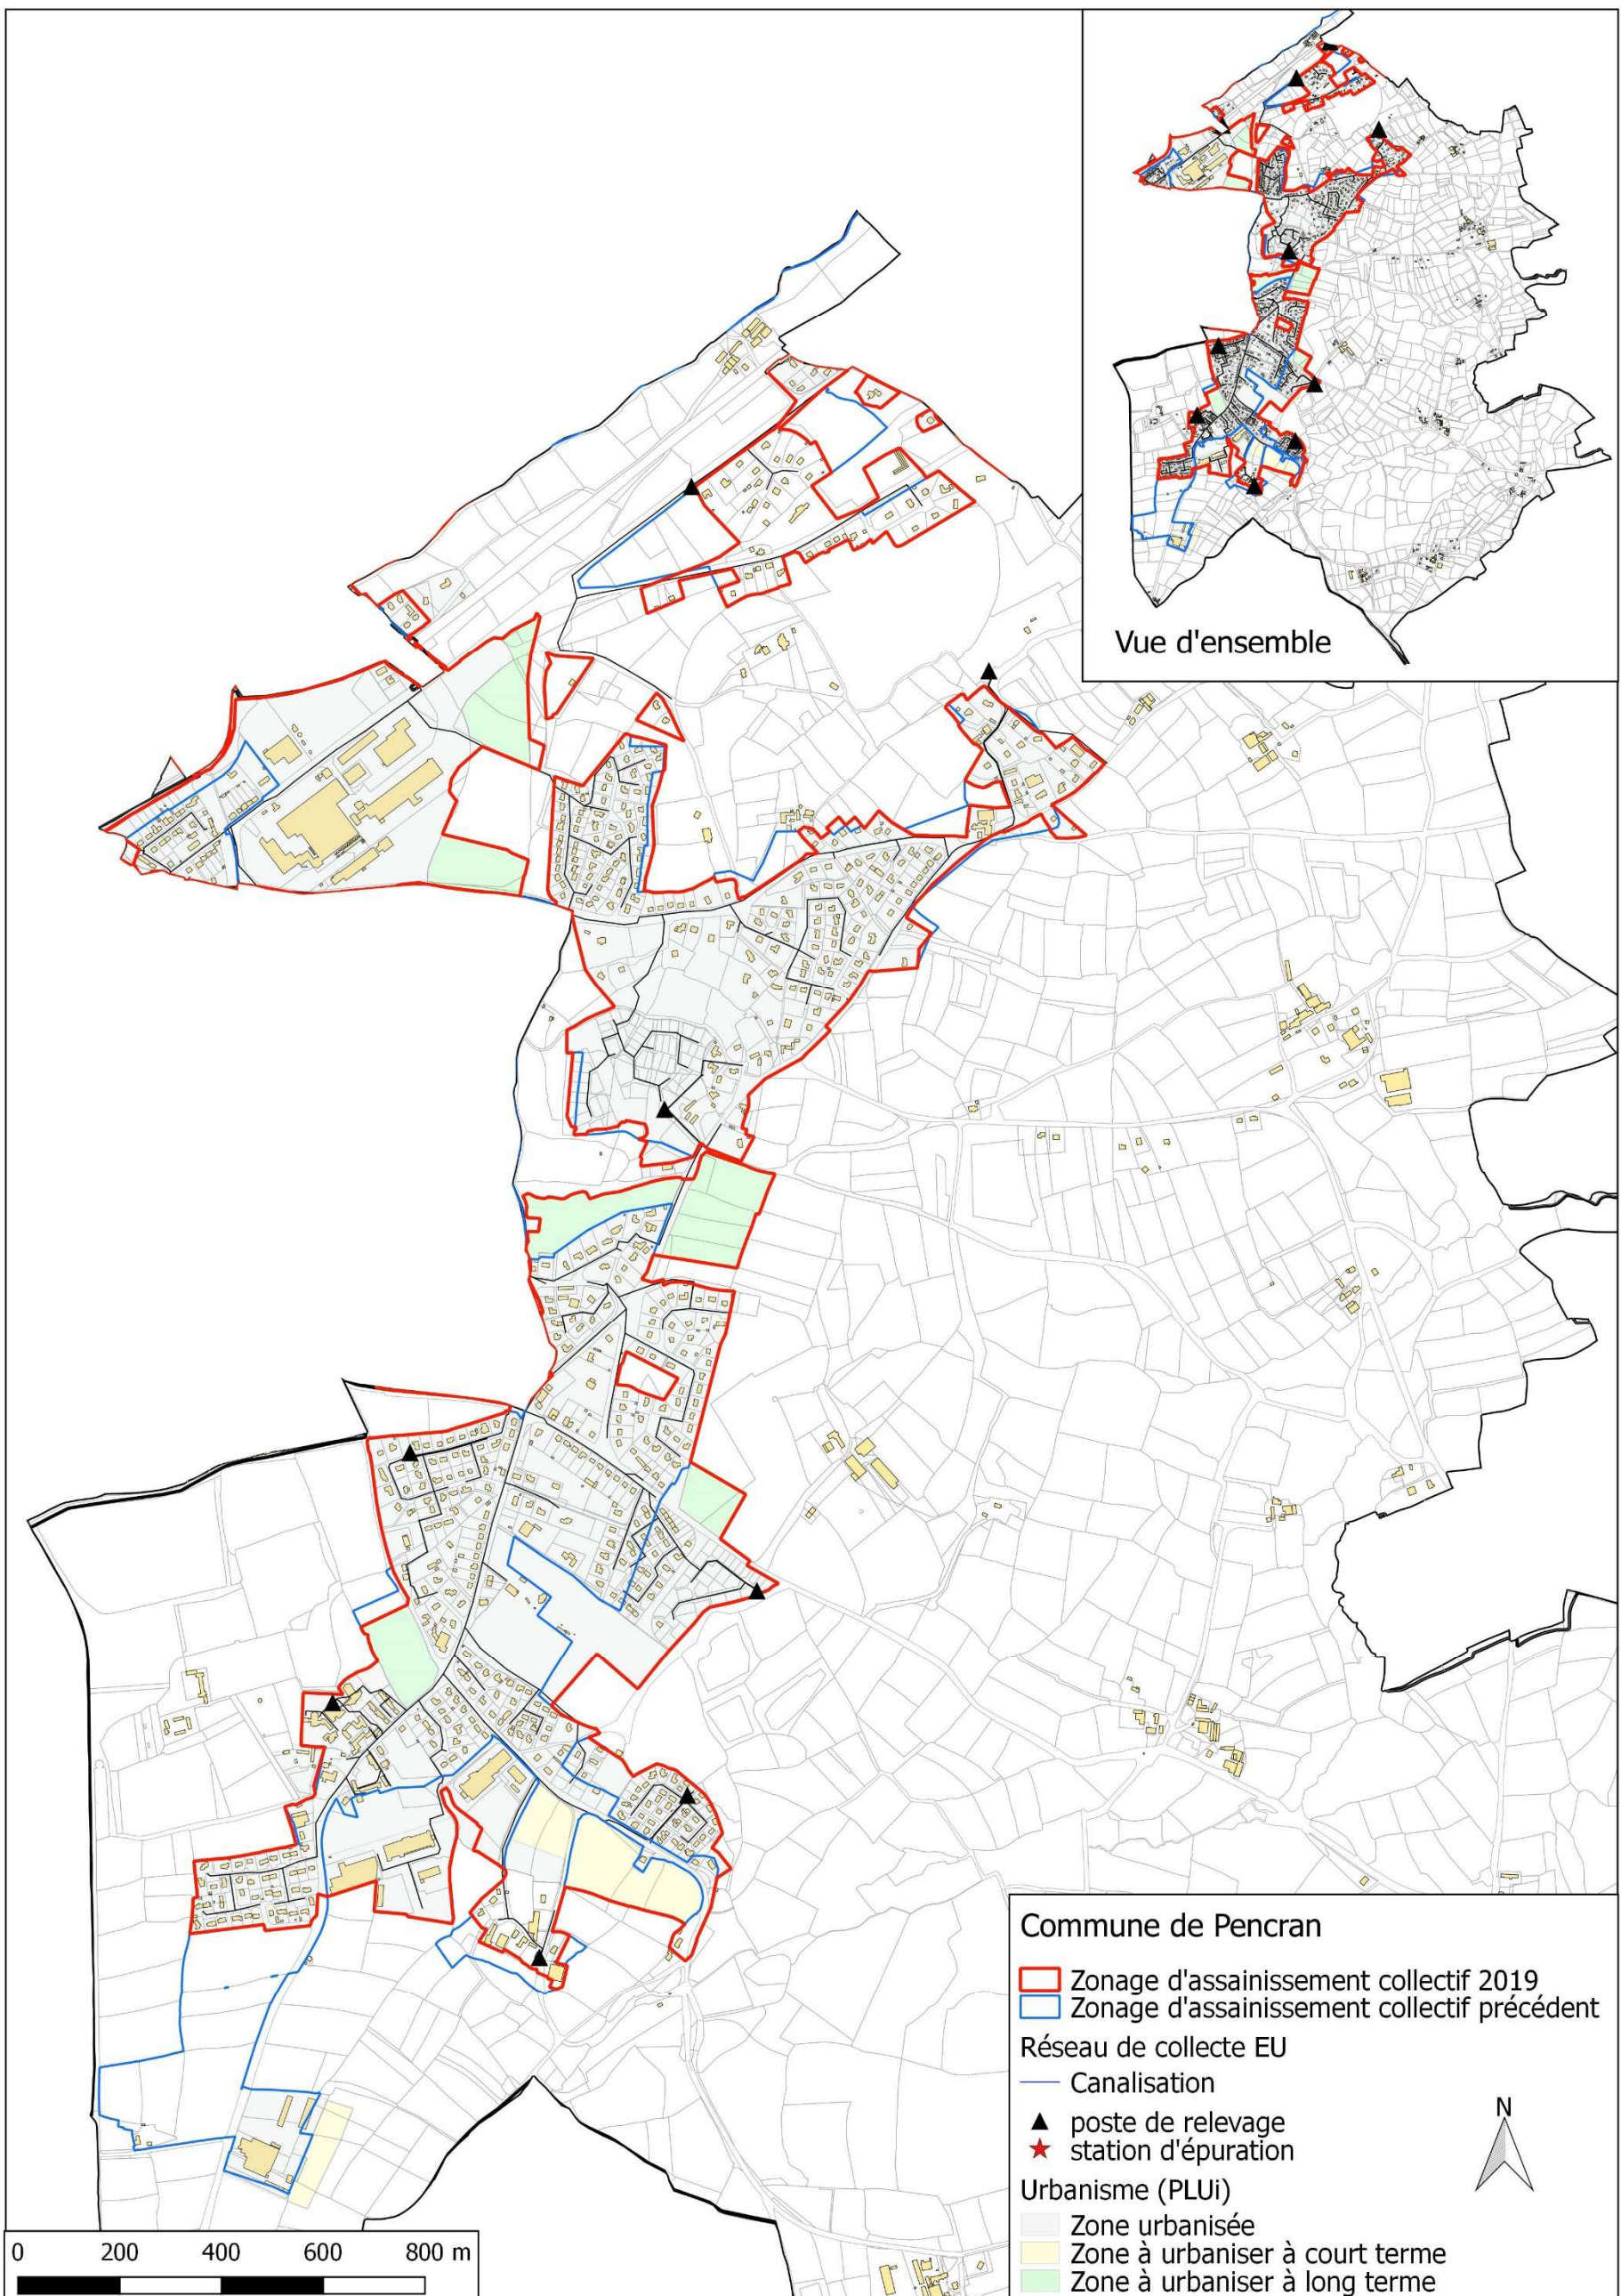 Vue d'ensemble
Commune de Pencran
Zonage d'assainissement collectif 2019
Zonage d'assainissement collectif précédent
Réseau de collecte EU
Canalisation
poste de relevage
station d'épuration
N
Urbanisme (PLUi)
Zone urbanisée
Zone à urbaniser à court terme
Zone à urbaniser à long terme
0 200 400 600 800 m